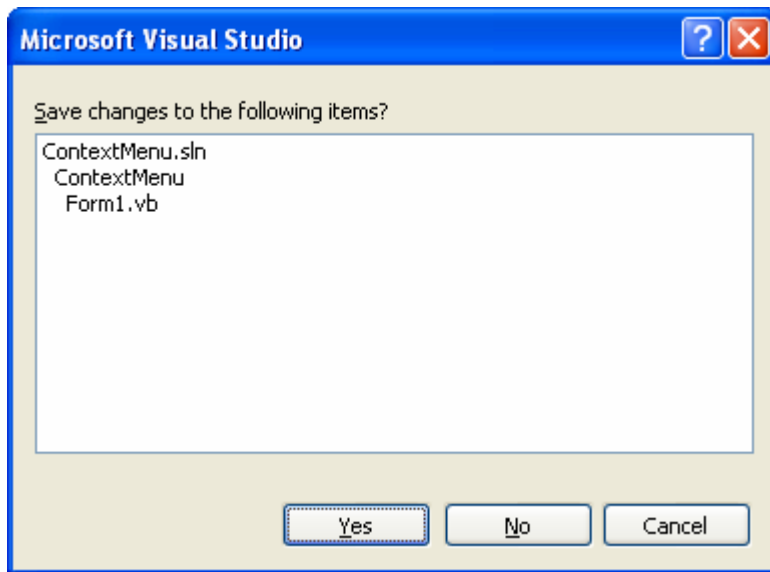 Microsoft Visual Studio
Save changes to the following items?
ContextMenu.sln
ContextMenu
Form1.vb
Yes
No
Cancel